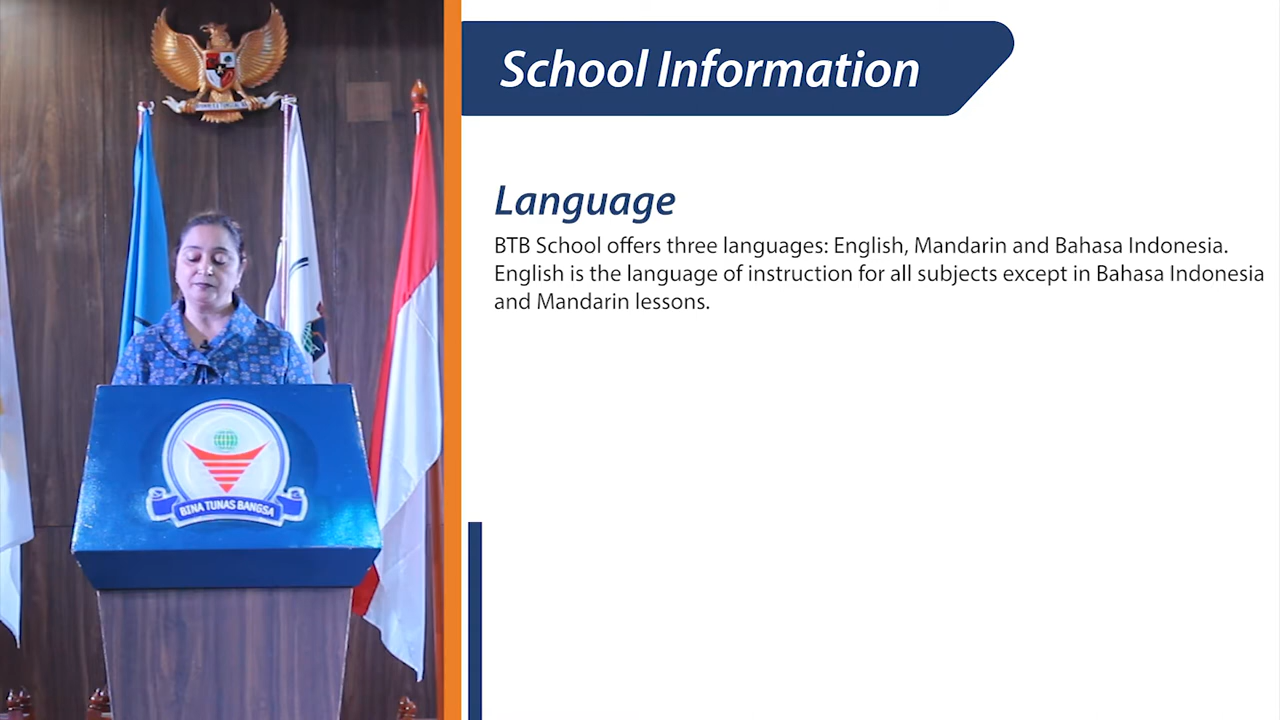 School Information
Language
BTB School offers three languages: English, Mandarin and Bahasa Indonesia.
English is the language of instruction for all subjects except in Bahasa Indonesia
and Mandarin lessons.
BINA TUNAS BANGSA